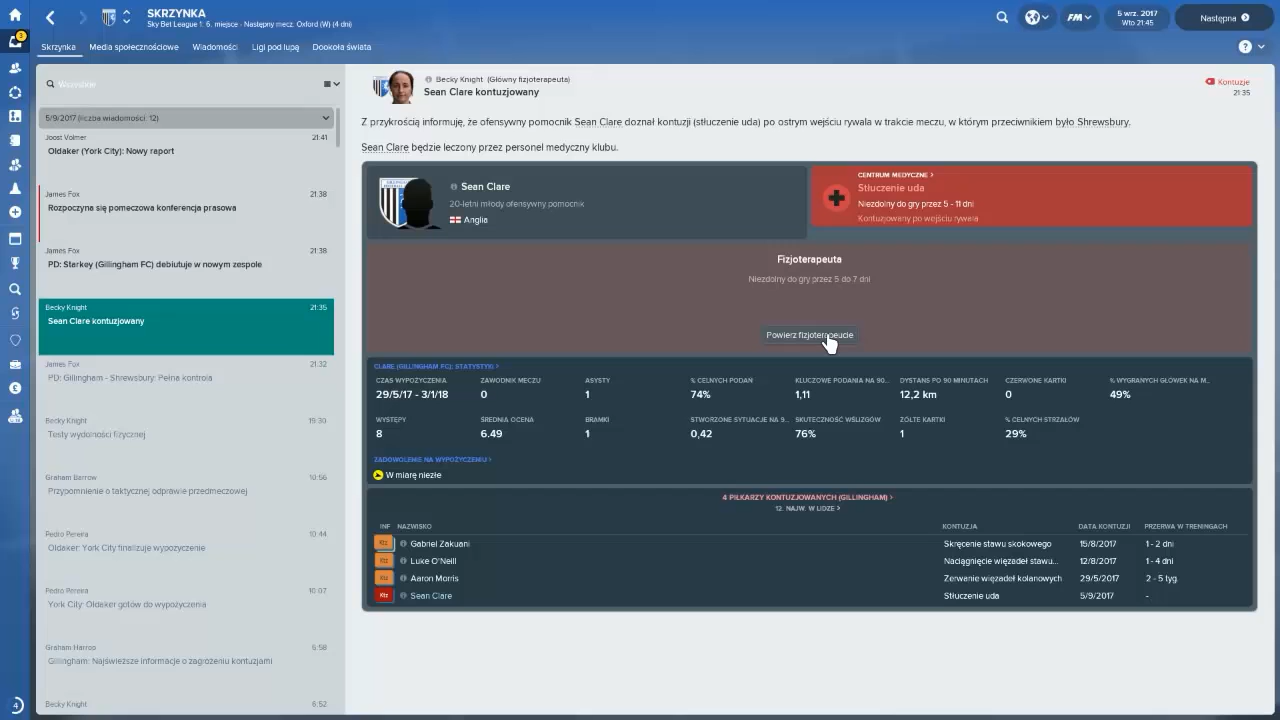 SKRZYNKA
Sky Bet League 1: 6. miejsce - Następny mecz: Oxford (W) (4 dni)
FM
5 wrz. 2017
Wto 21:45
Następna
3
Skrzynka
Media społecznościowe
Wiadomości
Ligi pod lupą
Dookoła świata
?
Wszystkie
5/9/2017 (liczba wiadomości: 12)
Joost Volmer
21:41
Oldaker (York City): Nowy raport
James Fox
21:38
Rozpoczyna się pomeczowa konferencja prasowa
James Fox
21:38
PD: Starkey (Gillingham FC) debiutuje w nowym zespole
Becky Knight
21:35
Sean Clare kontuzjowany
James Fox
21:32
PD: Gillingham - Shrewsbury: Pełna kontrola
Becky Knight
19:30
Testy wydolności fizycznej
Graham Barrow
10:56
Przypomnienie o taktycznej odprawie przedmeczowej
Pedro Pereira
10:44
Oldaker: York City finalizuje wypożyczenie
Pedro Pereira
10:07
York City: Oldaker gotów do wypożyczenia
Graham Harrop
6:58
Gillingham: Najświeższe informacje o zagrożeniu kontuzjami
Becky Knight
6:52
Becky Knight (Główny fizjoterapeuta)
Sean Clare kontuzjowany
Kontuzje
21:35
Z przykrością informuję, że ofensywny pomocnik Sean Clare doznał kontuzji (stłuczenie uda) po ostrym wejściu rywala w trakcie meczu, w którym przeciwnikiem było Shrewsbury.
Sean Clare będzie leczony przez personel medyczny klubu.
Sean Clare
20-letni młody ofensywny pomocnik
Anglia
CENTRUM MEDYCZNE >
Stłuczenie uda
Niezdolny do gry przez 5 - 11 dni
Kontuzjowany po wejściu rywala
Fizjoterapeuta
Niezdolny do gry przez 5 do 7 dni
Powierz fizjoterapeucie
CLARE (GILLINGHAM FC): STATYSTYKI >
CZAS WYPOŻYCZENIA
ZAWODNIK MECZU
ASYSTY
% CELNYCH PODAŃ
KLUCZOWE PODANIA NA 90...
DYSTANS PO 90 MINUTACH
CZERWONE KARTKI
% WYGRANYCH GŁÓWEK NA M...
29/5/17 - 3/1/18
0
1
74%
1,11
12,2 km
0
49%
WYSTĘPY
ŚREDNIA OCENA
BRAMKI
STWORZONE SYTUACJE NA 9...
SKUTECZNOŚĆ WŚLIZGÓW
ŻÓŁTE KARTKI
% CELNYCH STRZAŁÓW
8
6.49
1
0,42
76%
1
29%
ZADOWOLENIE NA WYPOŻYCZENIU >
W miarę niezłe
4 PIŁKARZY KONTUZJOWANYCH (GILLINGHAM) >
12. NAJW. W LIDZE >
INF
NAZWISKO
KONTUZJA
DATA KONTUZJI
PRZERWA W TRENINGACH
Ktz
Gabriel Zakuani
Skręcenie stawu skokowego
15/8/2017
1 - 2 dni
Ktz
Luke O'Neill
Naciągnięcie więzadeł stawu...
12/8/2017
1 - 4 dni
Ktz
Aaron Morris
Zerwanie więzadeł kolanowych
29/5/2017
2 - 5 tyg.
Ktz
Sean Clare
Stłuczenie uda
5/9/2017
-